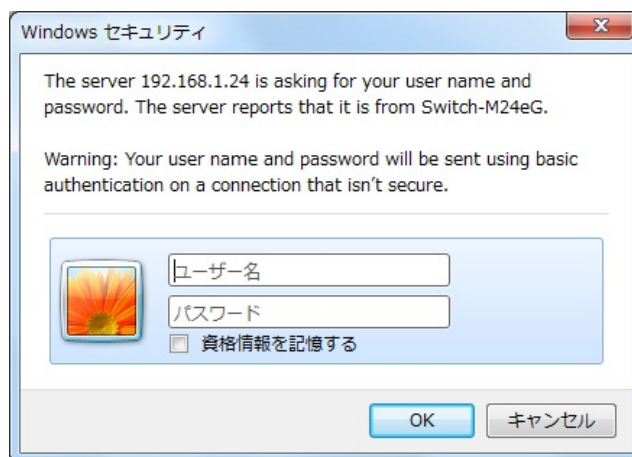 Windows セキュリティ
The server 192.168.1.24 is asking for your user name and
password. The server reports that it is from Switch-M24eG.
Warning: Your user name and password will be sent using basic
authentication on a connection that isn't secure.
ユーザー名
パスワード
資格情報を記憶する
OK
キャンセル